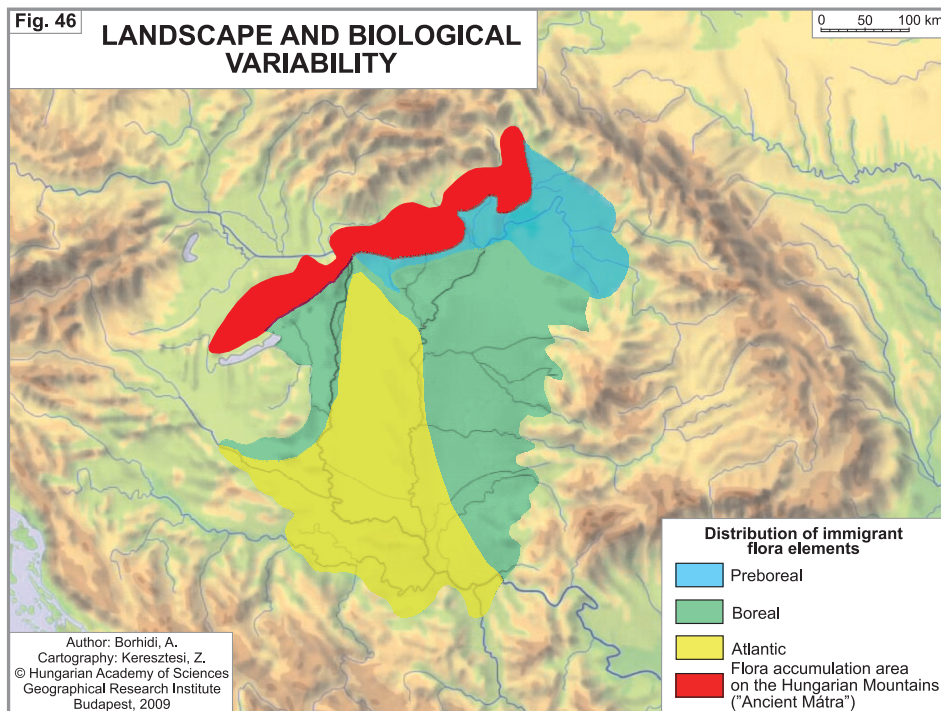 Fig. 46
LANDSCAPE AND BIOLOGICAL
VARIABILITY
0 50 100 km
Distribution of immigrant
flora elements
Preboreal
Boreal
Atlantic
Flora accumulation area
on the Hungarian Mountains
("Ancient Mátra")
Author: Borhidi, A.
Cartography: Keresztesi, Z.
© Hungarian Academy of Sciences
Geographical Research Institute
Budapest, 2009